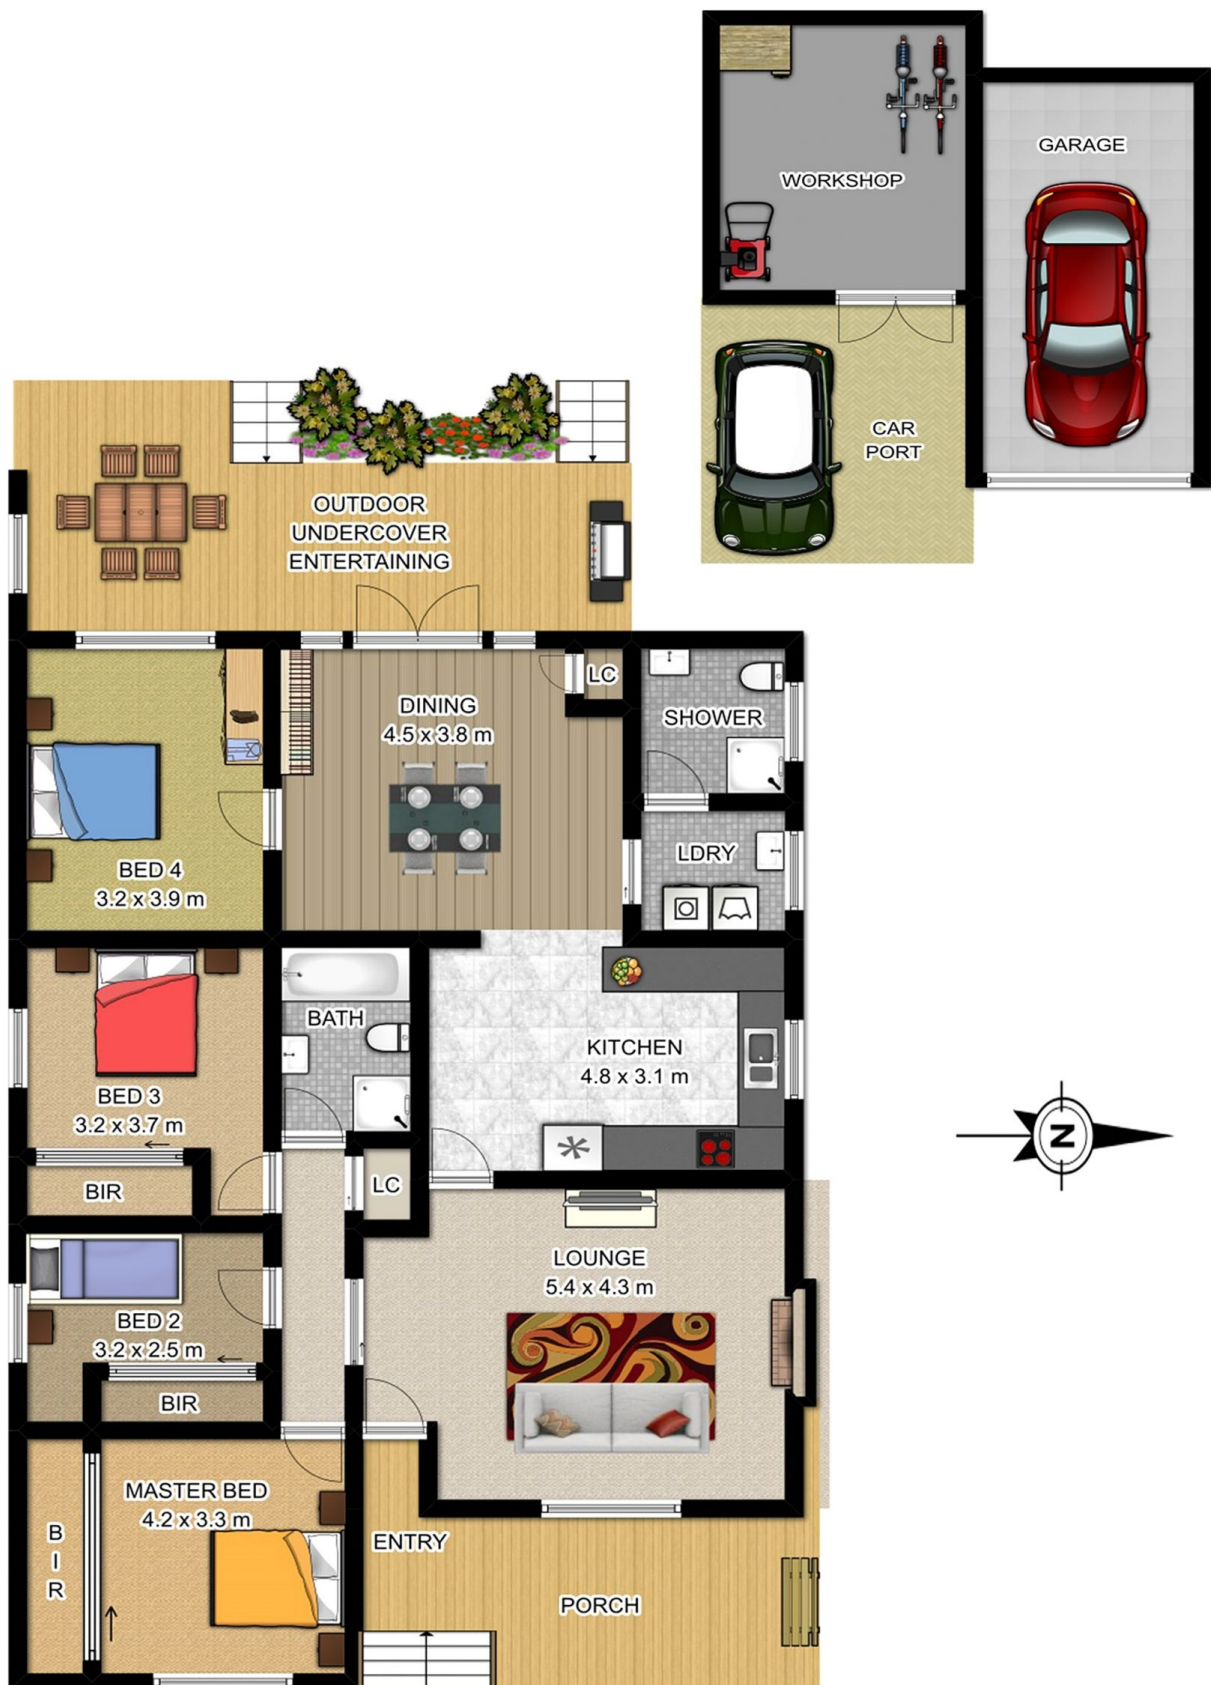 GARAGE
WORKSHOP
CAR
PORT
OUTDOOR
UNDERCOVER
ENTERTAINING
LC
DINING
4.5 x 3.8 m
SHOWER
LDRY
BED 4
3.2 x 3.9 m
BATH
KITCHEN
4.8 x 3.1 m
BED 3
3.2 x 3.7 m
BIR
LC
LOUNGE
5.4 x 4.3 m
BED 2
3.2 x 2.5 m
BIR
MASTER BED
4.2 x 3.3 m
B
I
R
ENTRY
PORCH
N